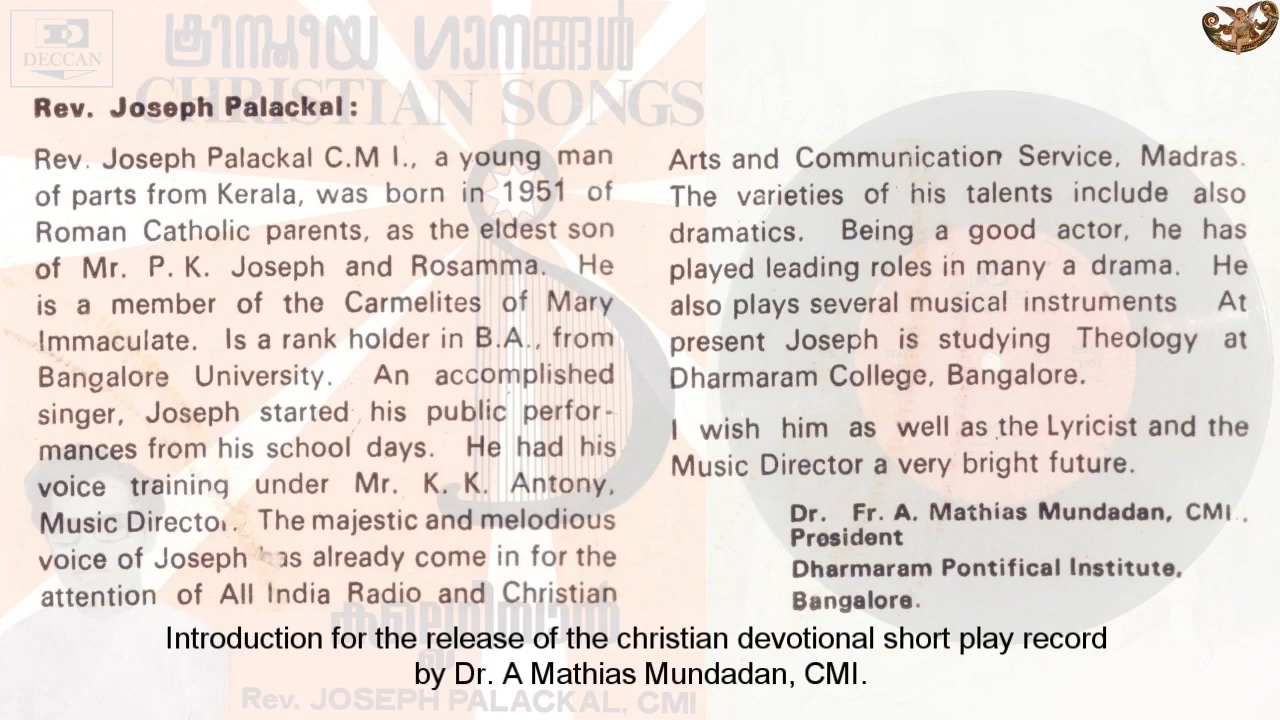 DECCAN
ക്രിസ്തീയ ഗാനങ്ങൾ
CHRISTIAN SONGS
Rev. Joseph Palackal:
Rev. Joseph Palackal C.M I., a young man
of parts from Kerala, was born in 1951 of
Roman Catholic parents, as the eldest son
of Mr. P. K. Joseph and Rosamma. He
is a member of the Carmelites of Mary
Immaculate. Is a rank holder in B.A., from
Bangalore University. An accomplished
singer, Joseph started his public perfor-
mances from his school days. He had his
voice training under Mr. K. K. Antony,
Music Director. The majestic and melodious
voice of Joseph has already come in for the
attention of All India Radio and Christian
Arts and Communication Service, Madras.
The varieties of his talents include also
dramatics. Being a good actor, he has
played leading roles in many a drama. He
also plays several musical instruments At
present Joseph is studying Theology at
Dharmaram College, Bangalore.
I wish him as well as the Lyricist and the
Music Director a very bright future.
Dr. Fr. A. Mathias Mundadan, CMI.,
President
Dharmaram Pontifical Institute,
Bangalore.
Introduction for the release of the christian devotional short play record
by Dr. A Mathias Mundadan, CMI.
Rev. JOSEPH PALACKAL, CMI